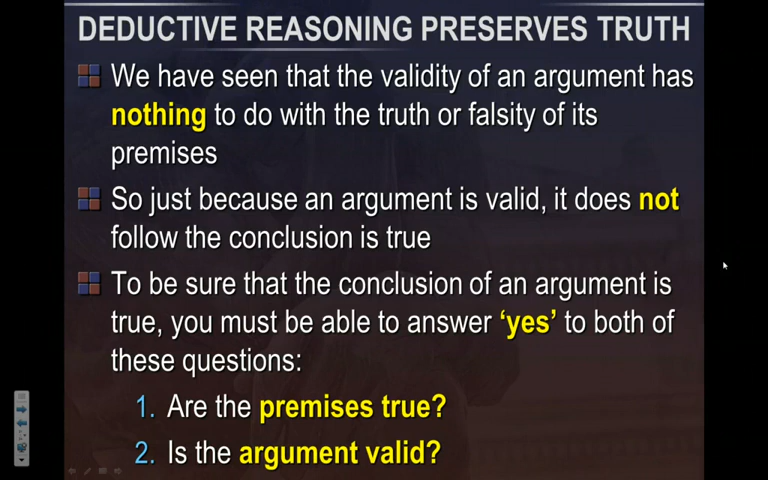 DEDUCTIVE REASONING PRESERVES TRUTH
We have seen that the validity of an argument has
nothing to do with the truth or falsity of its
premises
So just because an argument is valid, it does not
follow the conclusion is true
To be sure that the conclusion of an argument is
true, you must be able to answer ‘yes’ to both of
these questions:
1. Are the premises true?
2. Is the argument valid?